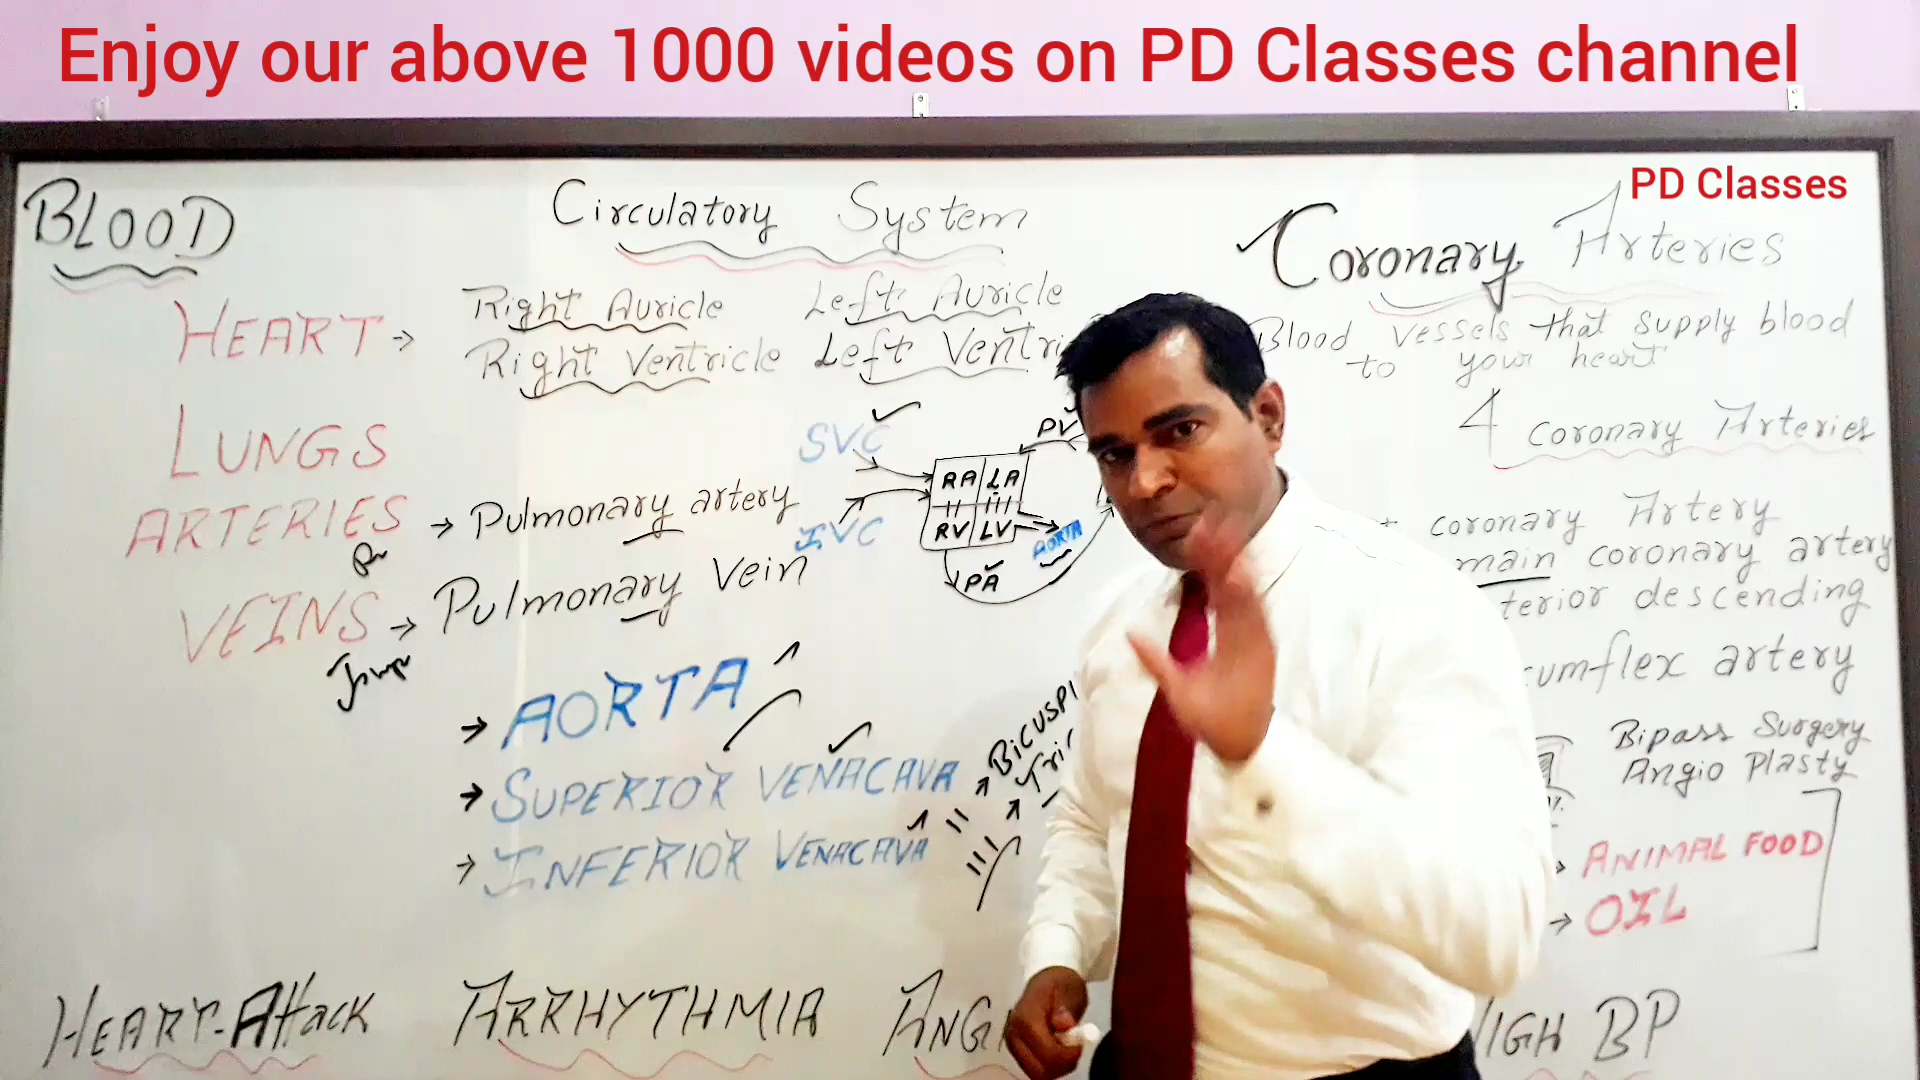 Enjoy our above 1000 videos on PD Classes channel
PD Classes
BLOOD
Circulatory System
HEART →
Right Auricle Left Auricle
Right Ventricle Left
LUNGS
ARTERIES → Pulmonary artery
VEINS → Pulmonary Vein
→ AORTA
→ SUPERIOR VENACAVA
→ INFERIOR VENACAVA
SVC
IVC
PV
RA LA
RV LV
AORTA
PA
Coronary Arteries
Blood vessels that supply blood
to your heart
4 Coronary Arteries
coronary Artery
main coronary artery
descending
artery
Bipass Surgery
Angio Plasty
ANIMAL FOOD
→ OIL
HEART-Attack ARRHYTHMIA HIGH BP